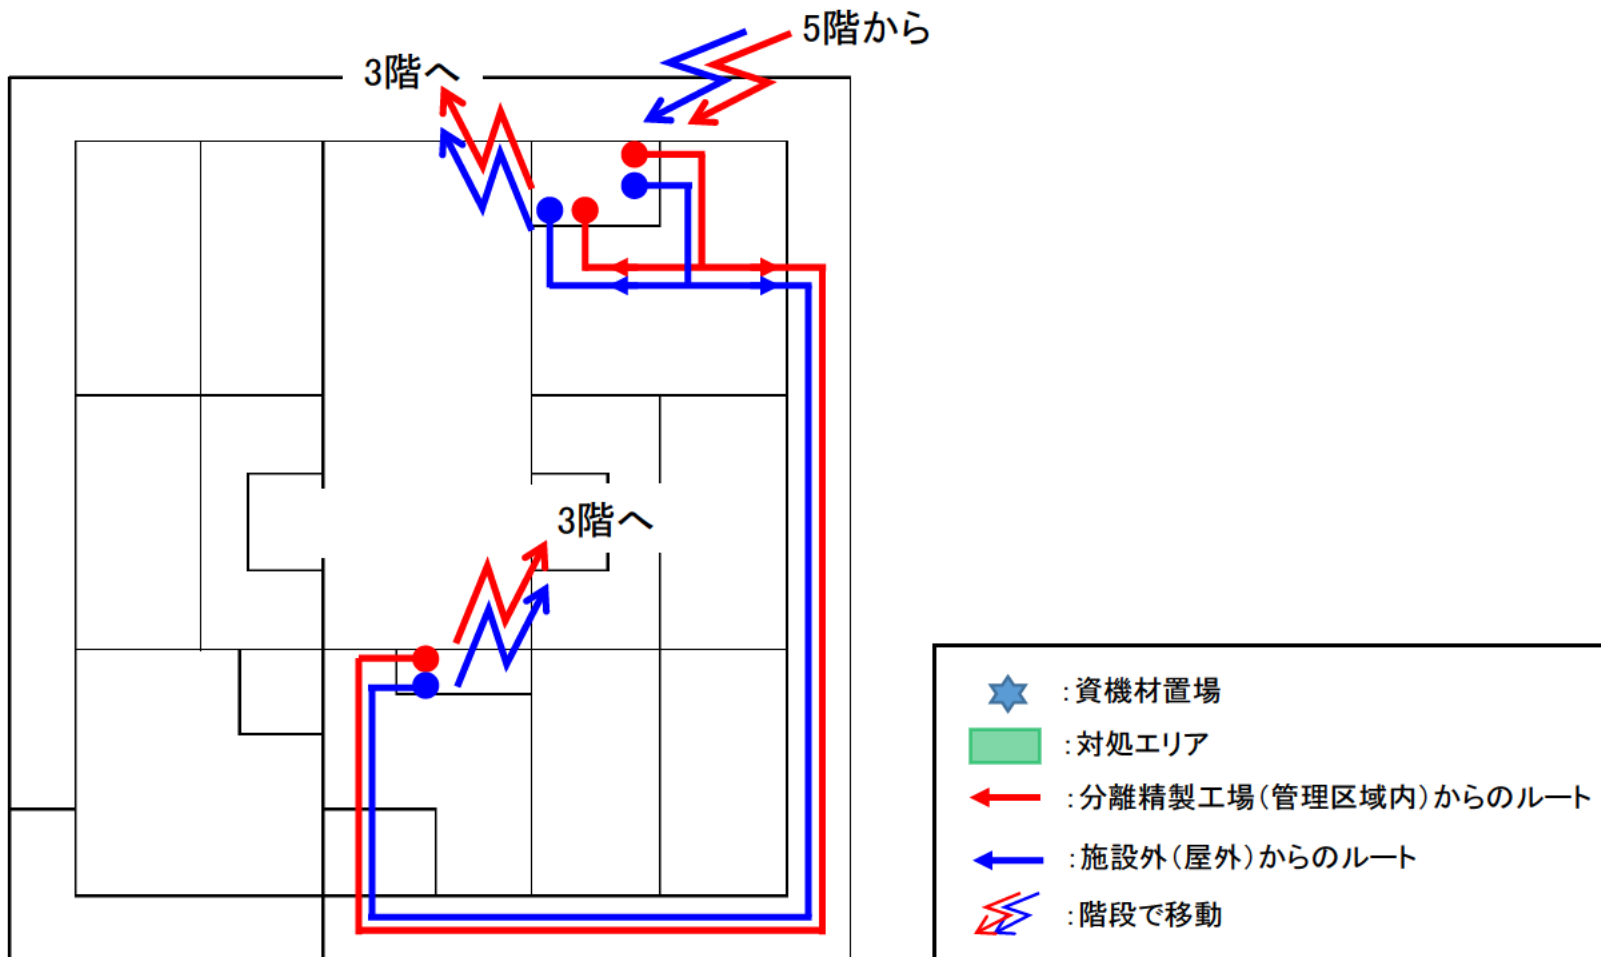 5階から
3階へ
3階へ
：資機材置場
：対処エリア
：分離精製工場（管理区域内）からのルート
：施設外（屋外）からのルート
：階段で移動